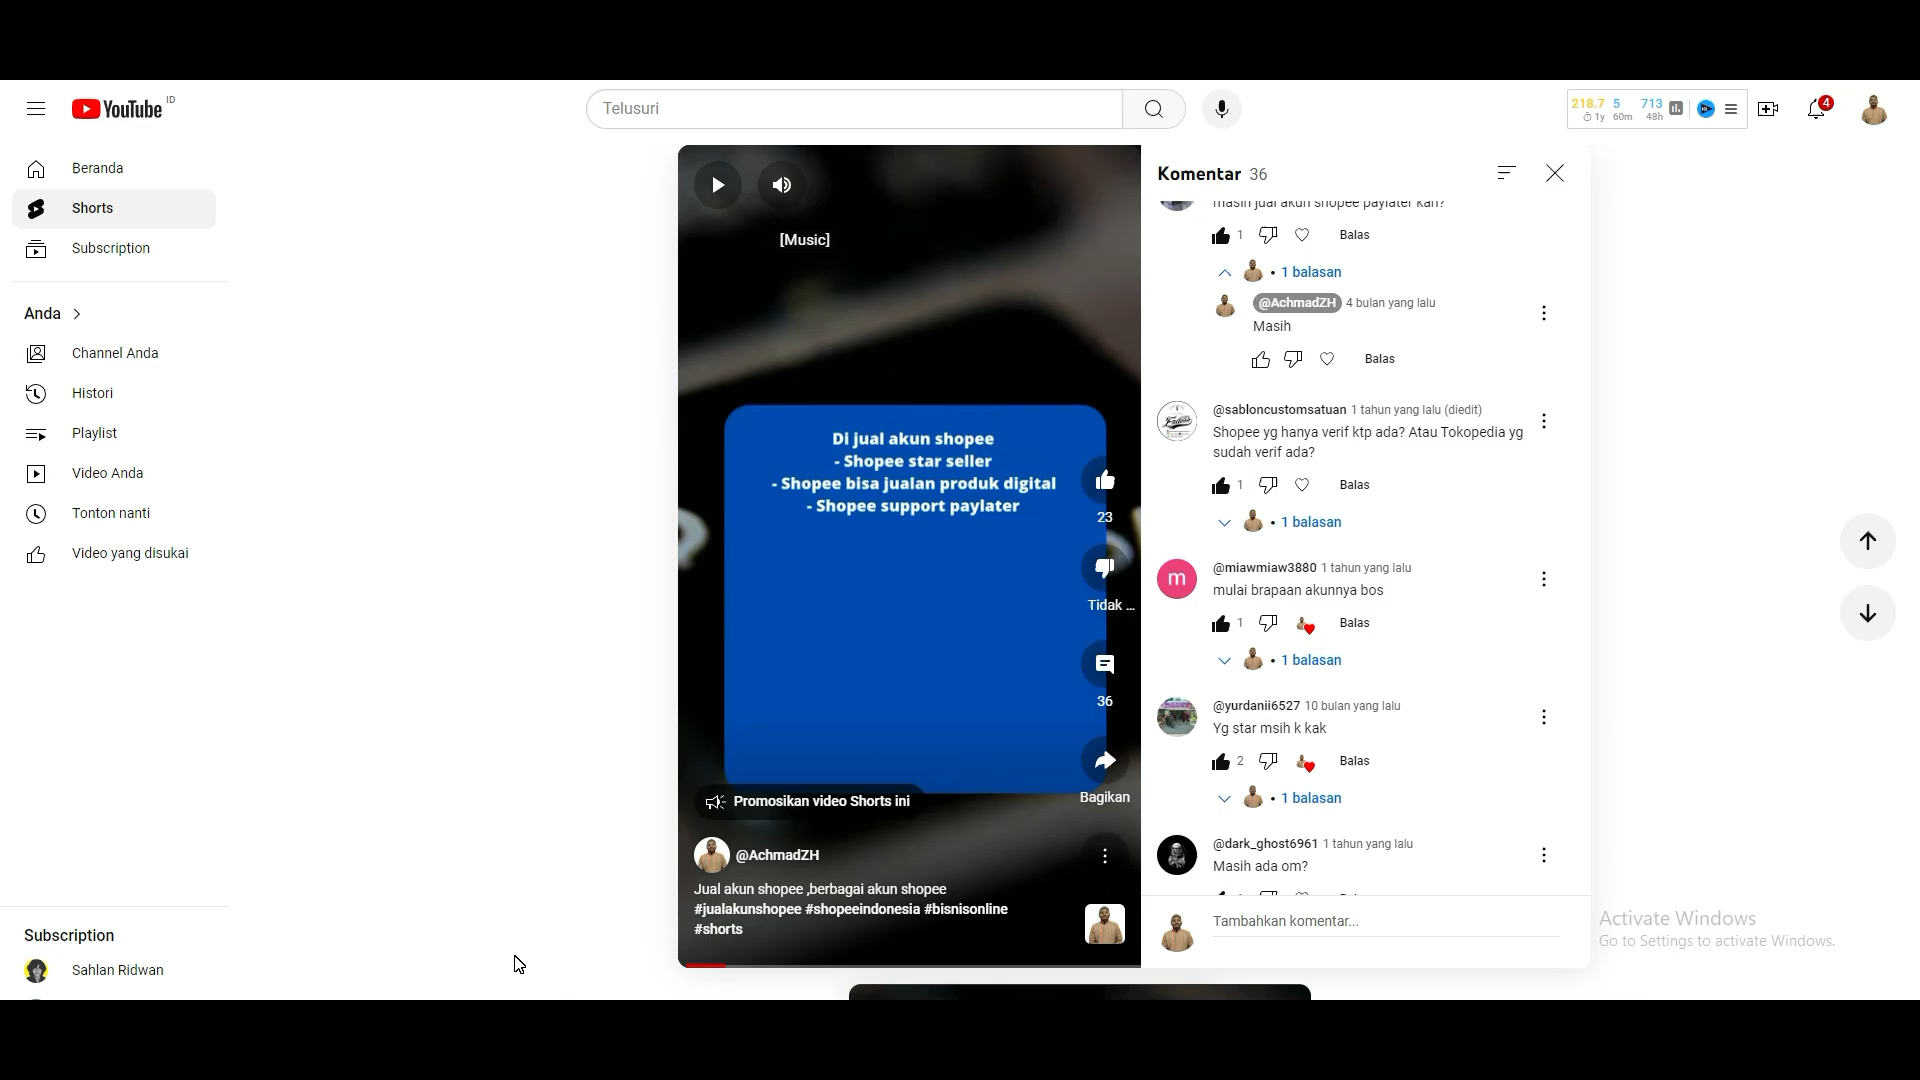 YouTube ID
Telusuri
218.7 5 713
1y 60m 48h
4
Beranda
Shorts
Subscription
Anda
Channel Anda
Histori
Playlist
Video Anda
Tonton nanti
Video yang disukai
Subscription
Sahlan Ridwan
[Music]
Di jual akun shopee
- Shopee star seller
- Shopee bisa jualan produk digital
- Shopee support paylater
23
Tidak ...
36
Bagikan
Promosikan video Shorts ini
@AchmadZH
Jual akun shopee ,berbagai akun shopee
#jualakunshopee #shopeeindonesia #bisnisonline
#shorts
Komentar 36
masih jual akun shopee paylater kah?
1 Balas
• 1 balasan
@AchmadZH 4 bulan yang lalu
Masih
Balas
@sabloncustomsatuan 1 tahun yang lalu (diedit)
Shopee yg hanya verif ktp ada? Atau Tokopedia yg
sudah verif ada?
1 Balas
• 1 balasan
m
@miawmiaw3880 1 tahun yang lalu
mulai brapaan akunnya bos
1 Balas
• 1 balasan
@yurdanii6527 10 bulan yang lalu
Yg star msih k kak
2 Balas
• 1 balasan
@dark_ghost6961 1 tahun yang lalu
Masih ada om?
Tambahkan komentar...
Activate Windows
Go to Settings to activate Windows.